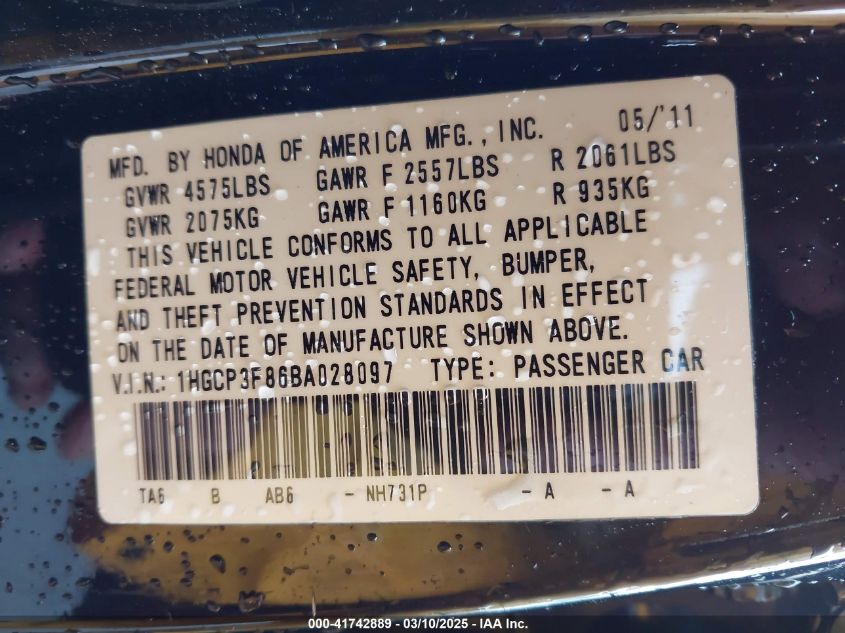 MFD. BY HONDA OF AMERICA MFG., INC. 05/'11
GVWR 4575LBS GAWR F 2557LBS R 2061LBS
GVWR 2075KG GAWR F 1160KG R 935KG
THIS VEHICLE CONFORMS TO ALL APPLICABLE
FEDERAL MOTOR VEHICLE SAFETY, BUMPER,
AND THEFT PREVENTION STANDARDS IN EFFECT
ON THE DATE OF MANUFACTURE SHOWN ABOVE.
V.I.N.: 1HGCP3F86BA028097 TYPE: PASSENGER CAR
TA6 B AB6 - NH731P - A - A
000-41742889 / 03/10/2025 - IAA Inc.